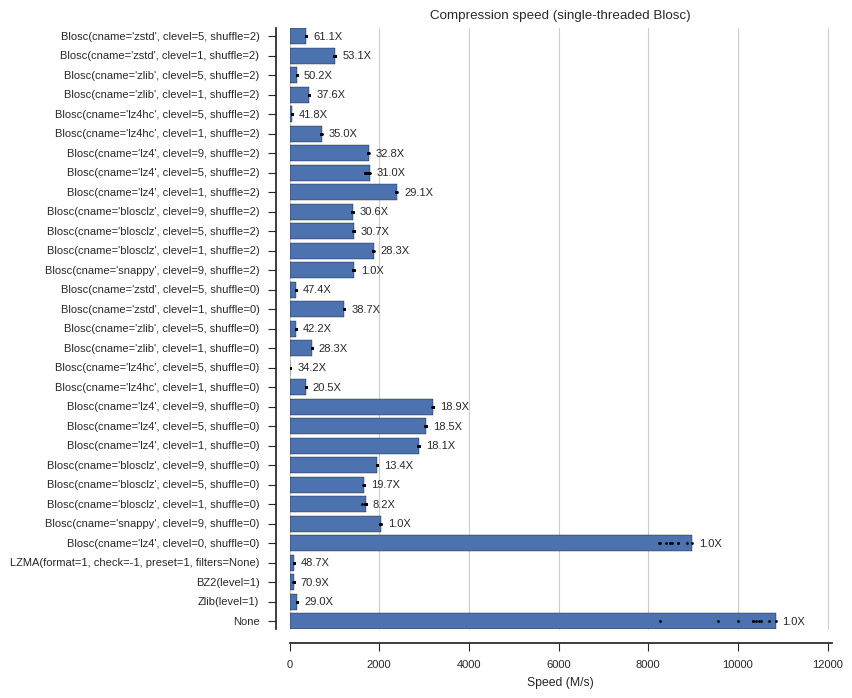 Compression speed (single-threaded Blosc)
Blosc(cname='zstd', clevel=5, shuffle=2) 61.1X
Blosc(cname='zstd', clevel=1, shuffle=2) 53.1X
Blosc(cname='zlib', clevel=5, shuffle=2) 50.2X
Blosc(cname='zlib', clevel=1, shuffle=2) 37.6X
Blosc(cname='lz4hc', clevel=5, shuffle=2) 41.8X
Blosc(cname='lz4hc', clevel=1, shuffle=2) 35.0X
Blosc(cname='lz4', clevel=9, shuffle=2) 32.8X
Blosc(cname='lz4', clevel=5, shuffle=2) 31.0X
Blosc(cname='lz4', clevel=1, shuffle=2) 29.1X
Blosc(cname='blosclz', clevel=9, shuffle=2) 30.6X
Blosc(cname='blosclz', clevel=5, shuffle=2) 30.7X
Blosc(cname='blosclz', clevel=1, shuffle=2) 28.3X
Blosc(cname='snappy', clevel=9, shuffle=2) 1.0X
Blosc(cname='zstd', clevel=5, shuffle=0) 47.4X
Blosc(cname='zstd', clevel=1, shuffle=0) 38.7X
Blosc(cname='zlib', clevel=5, shuffle=0) 42.2X
Blosc(cname='zlib', clevel=1, shuffle=0) 28.3X
Blosc(cname='lz4hc', clevel=5, shuffle=0) 34.2X
Blosc(cname='lz4hc', clevel=1, shuffle=0) 20.5X
Blosc(cname='lz4', clevel=9, shuffle=0) 18.9X
Blosc(cname='lz4', clevel=5, shuffle=0) 18.5X
Blosc(cname='lz4', clevel=1, shuffle=0) 18.1X
Blosc(cname='blosclz', clevel=9, shuffle=0) 13.4X
Blosc(cname='blosclz', clevel=5, shuffle=0) 19.7X
Blosc(cname='blosclz', clevel=1, shuffle=0) 8.2X
Blosc(cname='snappy', clevel=9, shuffle=0) 1.0X
Blosc(cname='lz4', clevel=0, shuffle=0) 1.0X
LZMA(format=1, check=-1, preset=1, filters=None) 48.7X
BZ2(level=1) 70.9X
Zlib(level=1) 29.0X
None 1.0X
0 2000 4000 6000 8000 10000 12000
Speed (M/s)